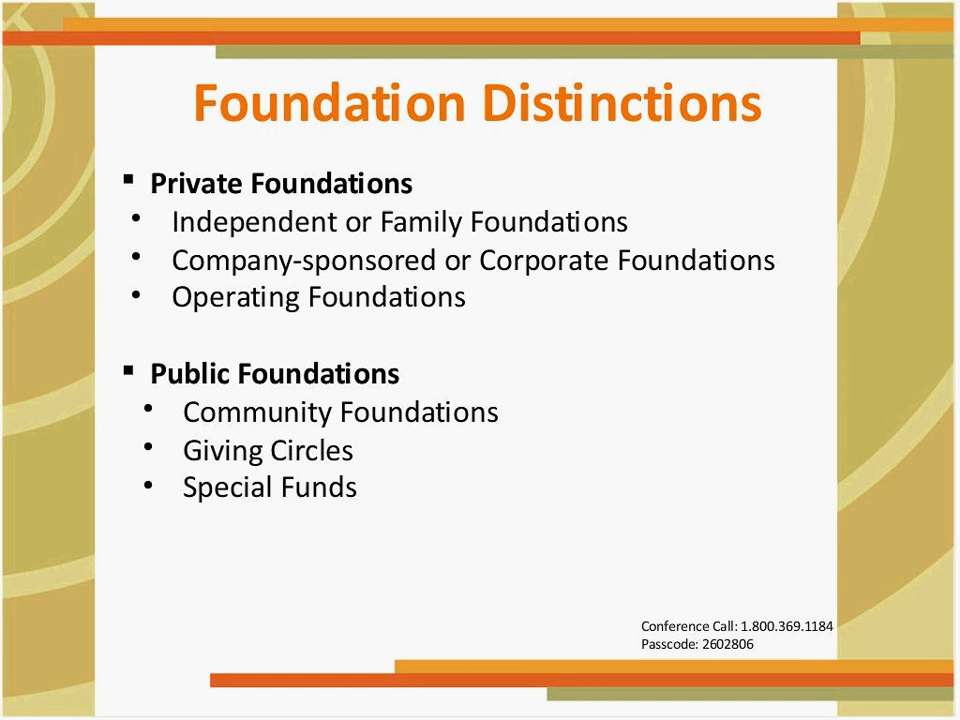 Foundation Distinctions
▪ Private Foundations
• Independent or Family Foundations
• Company-sponsored or Corporate Foundations
• Operating Foundations
▪ Public Foundations
• Community Foundations
• Giving Circles
• Special Funds
Conference Call: 1.800.369.1184
Passcode: 2602806